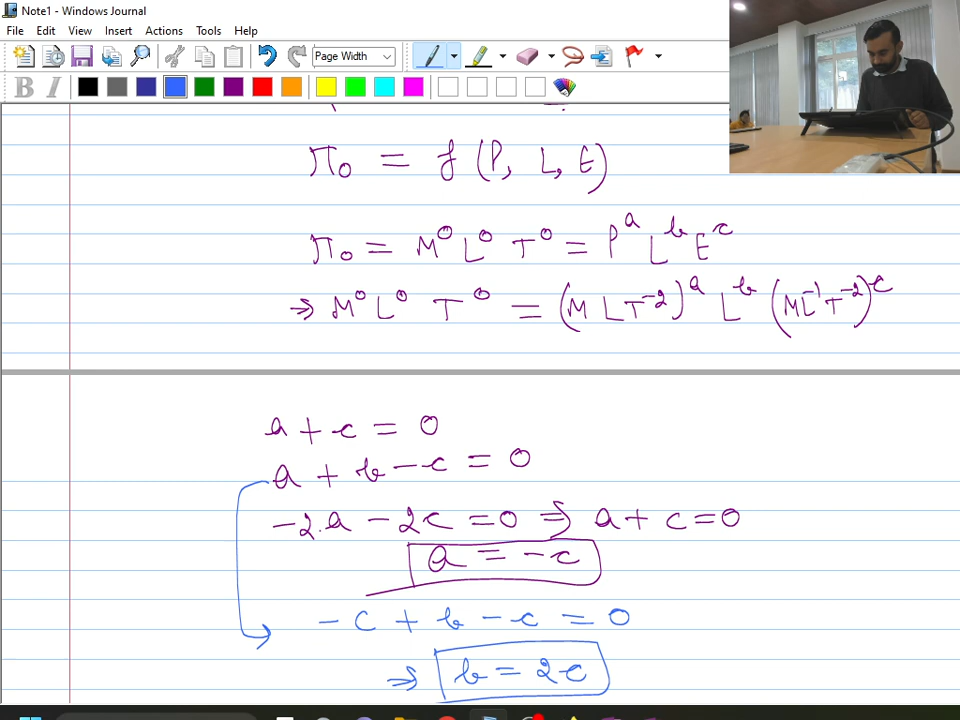 Note1 - Windows Journal
File Edit View Insert Actions Tools Help
Page Width
B I
π₀ = f (P, L, E)
π₀ = M⁰ L⁰ T⁰ = Pᵃ Lᵇ Eᶜ
⇒ M⁰ L⁰ T⁰ = (M L T⁻²)ᵃ Lᵇ (M L⁻¹ T⁻²)ᶜ
a + c = 0
a + b - c = 0
-2a - 2c = 0 ⇒ a + c = 0
a = -c
-c + b - c = 0
⇒ b = 2c